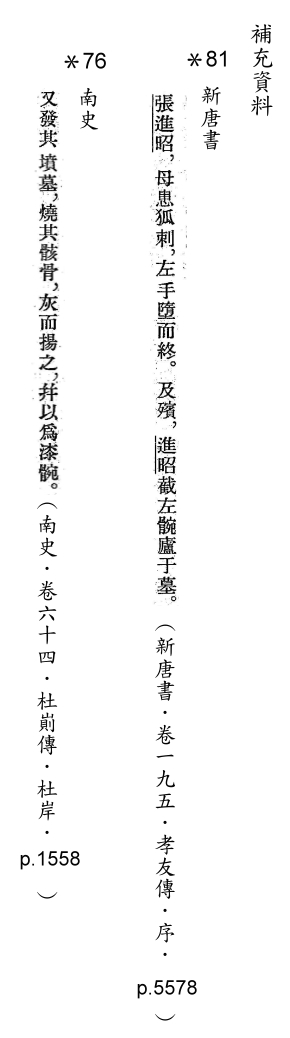 補充資料
＊81 新唐書
張進昭，母患狐刺，左手墮而終。及殯，進昭截左䯛廬于墓。（新唐書．卷一九五．孝友傳．序．p.5578）
＊76 南史
又發其墳墓，燒其骸骨，灰而揚之，幷以爲漆䯛。（南史．卷六十四．杜崱傳．杜岸．p.1558）